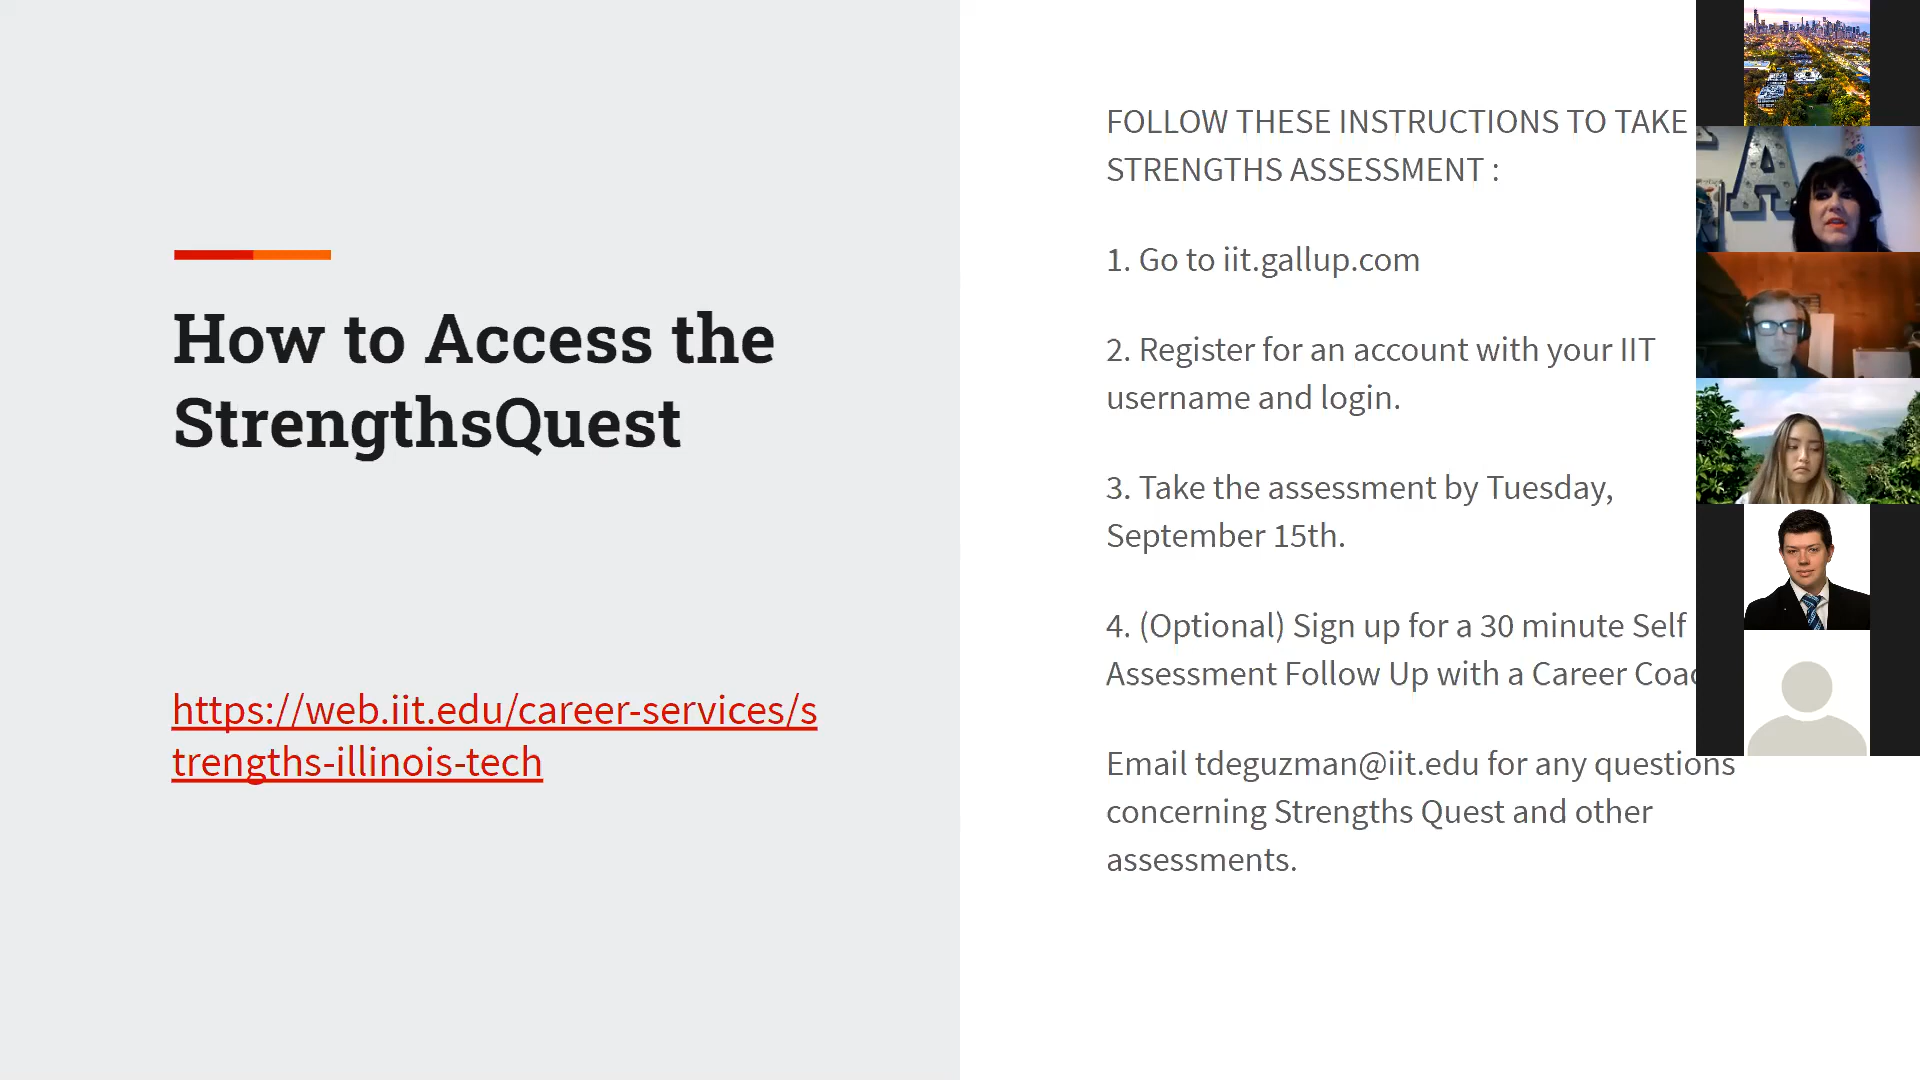 How to Access the
StrengthsQuest
https://web.iit.edu/career-services/s
trengths-illinois-tech
FOLLOW THESE INSTRUCTIONS TO TAKE
STRENGTHS ASSESSMENT :
1. Go to iit.gallup.com
2. Register for an account with your IIT
username and login.
3. Take the assessment by Tuesday,
September 15th.
4. (Optional) Sign up for a 30 minute Self
Assessment Follow Up with a Career
Email tdeguzman@iit.edu for any questions
concerning Strengths Quest and other
assessments.
A